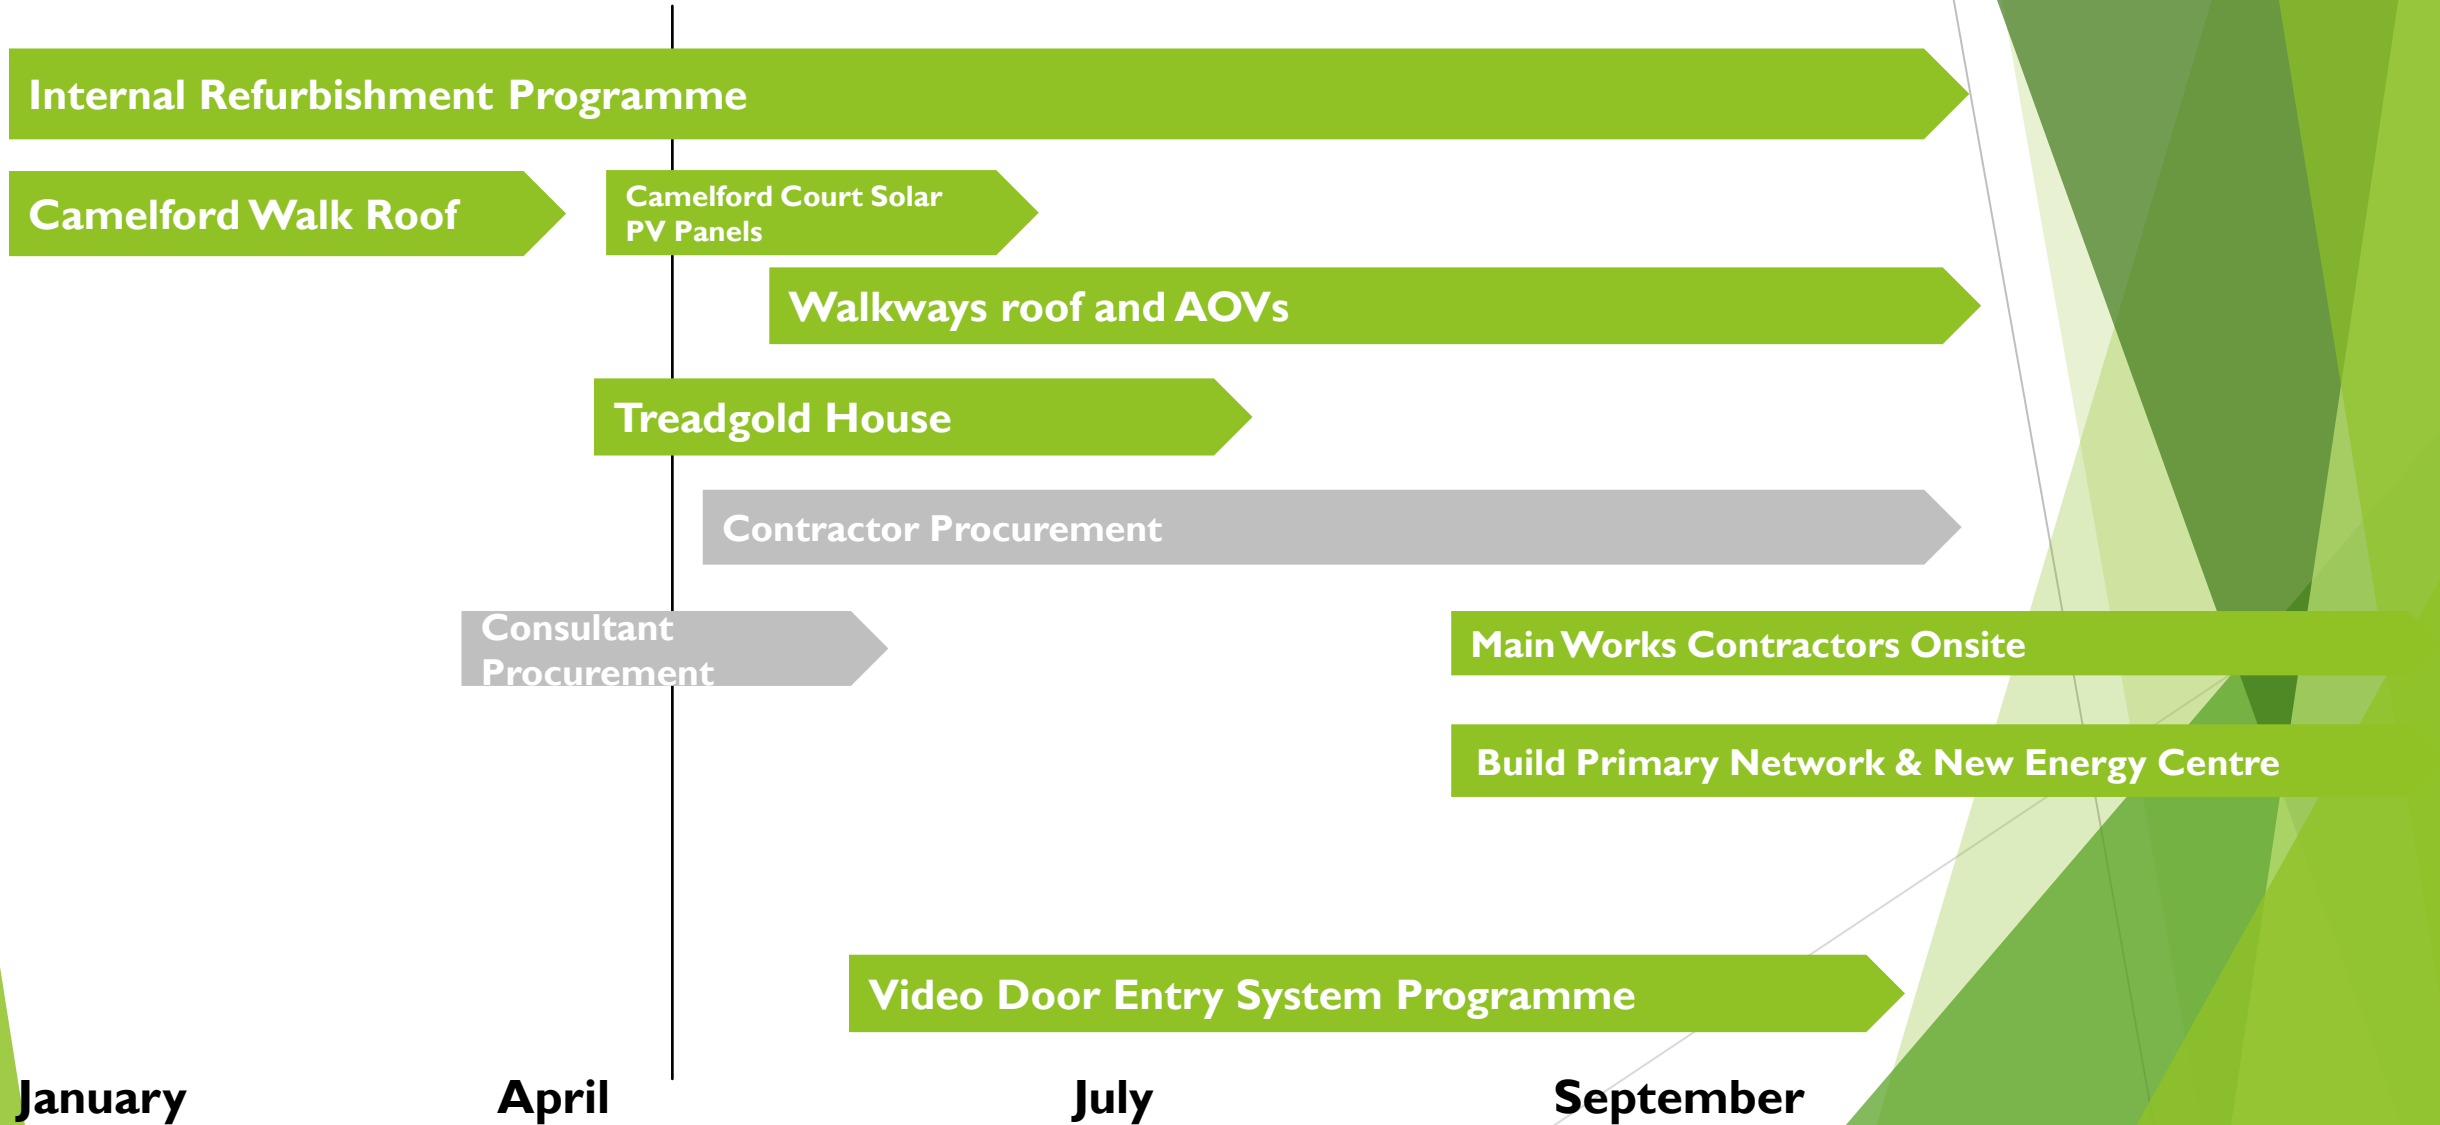 Internal Refurbishment Programme
Camelford Walk Roof
Camelford Court Solar
PV Panels
Walkways roof and AOVs
Treadgold House
Contractor Procurement
Consultant
Procurement
Main Works Contractors Onsite
Build Primary Network & New Energy Centre
Video Door Entry System Programme
January
April
July
September